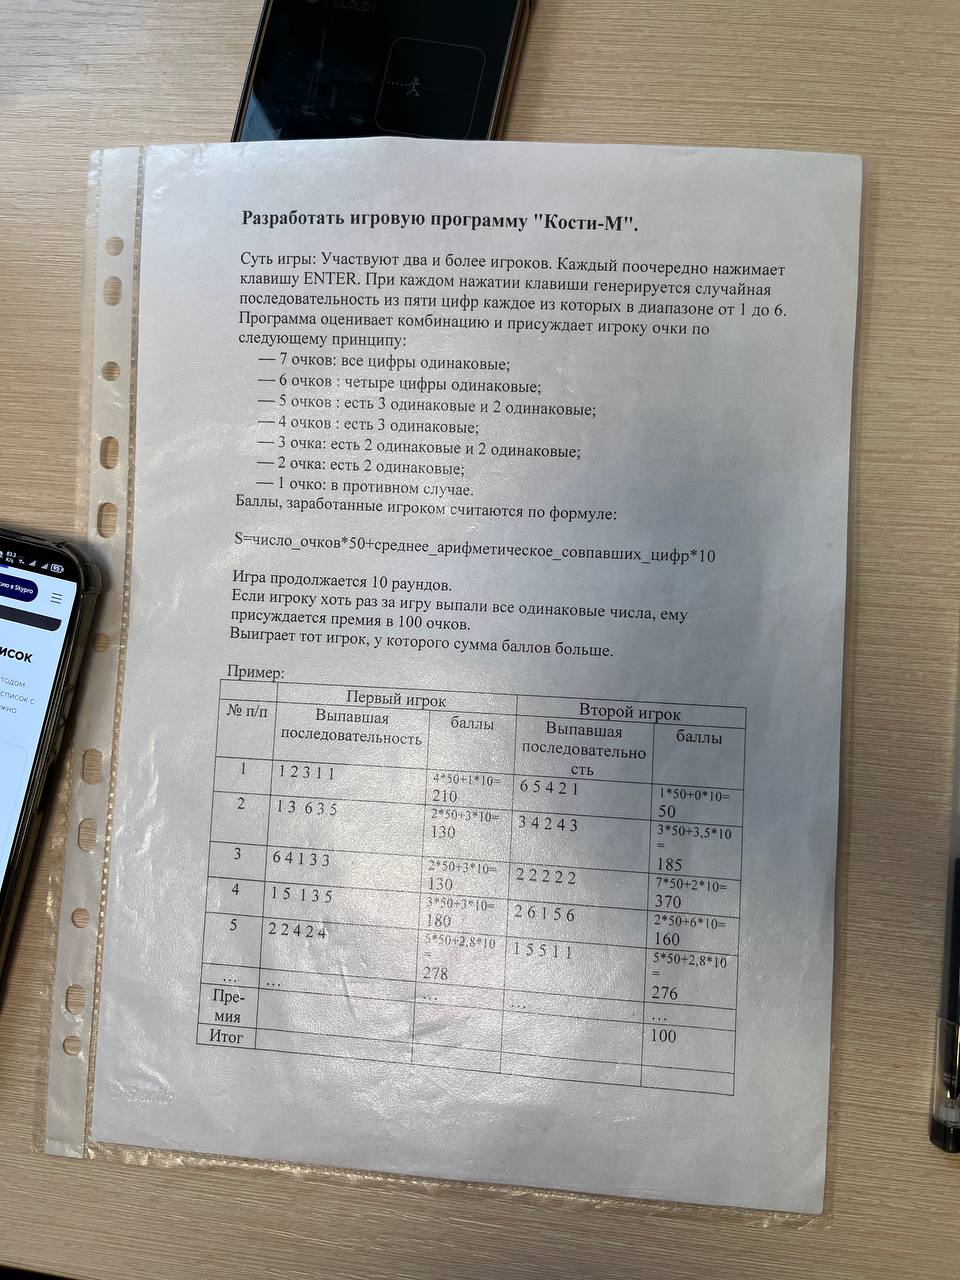 CLOUDY
Разработать игровую программу "Кости-М".
Суть игры: Участвуют два и более игроков. Каждый поочередно нажимает
клавишу ENTER. При каждом нажатии клавиши генерируется случайная
последовательность из пяти цифр каждое из которых в диапазоне от 1 до 6.
Программа оценивает комбинацию и присуждает игроку очки по
следующему принципу:
— 7 очков: все цифры одинаковые;
— 6 очков : четыре цифры одинаковые;
— 5 очков : есть 3 одинаковые и 2 одинаковые;
— 4 очков : есть 3 одинаковые;
— 3 очка: есть 2 одинаковые и 2 одинаковые;
— 2 очка: есть 2 одинаковые;
— 1 очко: в противном случае.
Баллы, заработанные игроком считаются по формуле:
S=число_очков*50+среднее_арифметическое_совпавших_цифр*10
Игра продолжается 10 раундов.
Если игроку хоть раз за игру выпали все одинаковые числа, ему
присуждается премия в 100 очков.
Выиграет тот игрок, у которого сумма баллов больше.
Пример:
Первый игрок Второй игрок
№ п/п Выпавшая последовательность баллы Выпавшая последовательно сть баллы
1 1 2 3 1 1 4*50+1*10= 210 6 5 4 2 1 1*50+0*10= 50
2 1 3 6 3 5 2*50+3*10= 130 3 4 2 4 3 3*50+3,5*10 = 185
3 6 4 1 3 3 2*50+3*10= 130 2 2 2 2 2 7*50+2*10= 370
4 1 5 1 3 5 3*50+3*10= 180 2 6 1 5 6 2*50+6*10= 160
5 2 2 4 2 4 5*50+2,8*10 = 278 1 5 5 1 1 5*50+2,8*10 = 276
... ... ... ... ...
Пре-
мия 100
Итог
сию в Skypro
исок
тодом
список с
жно